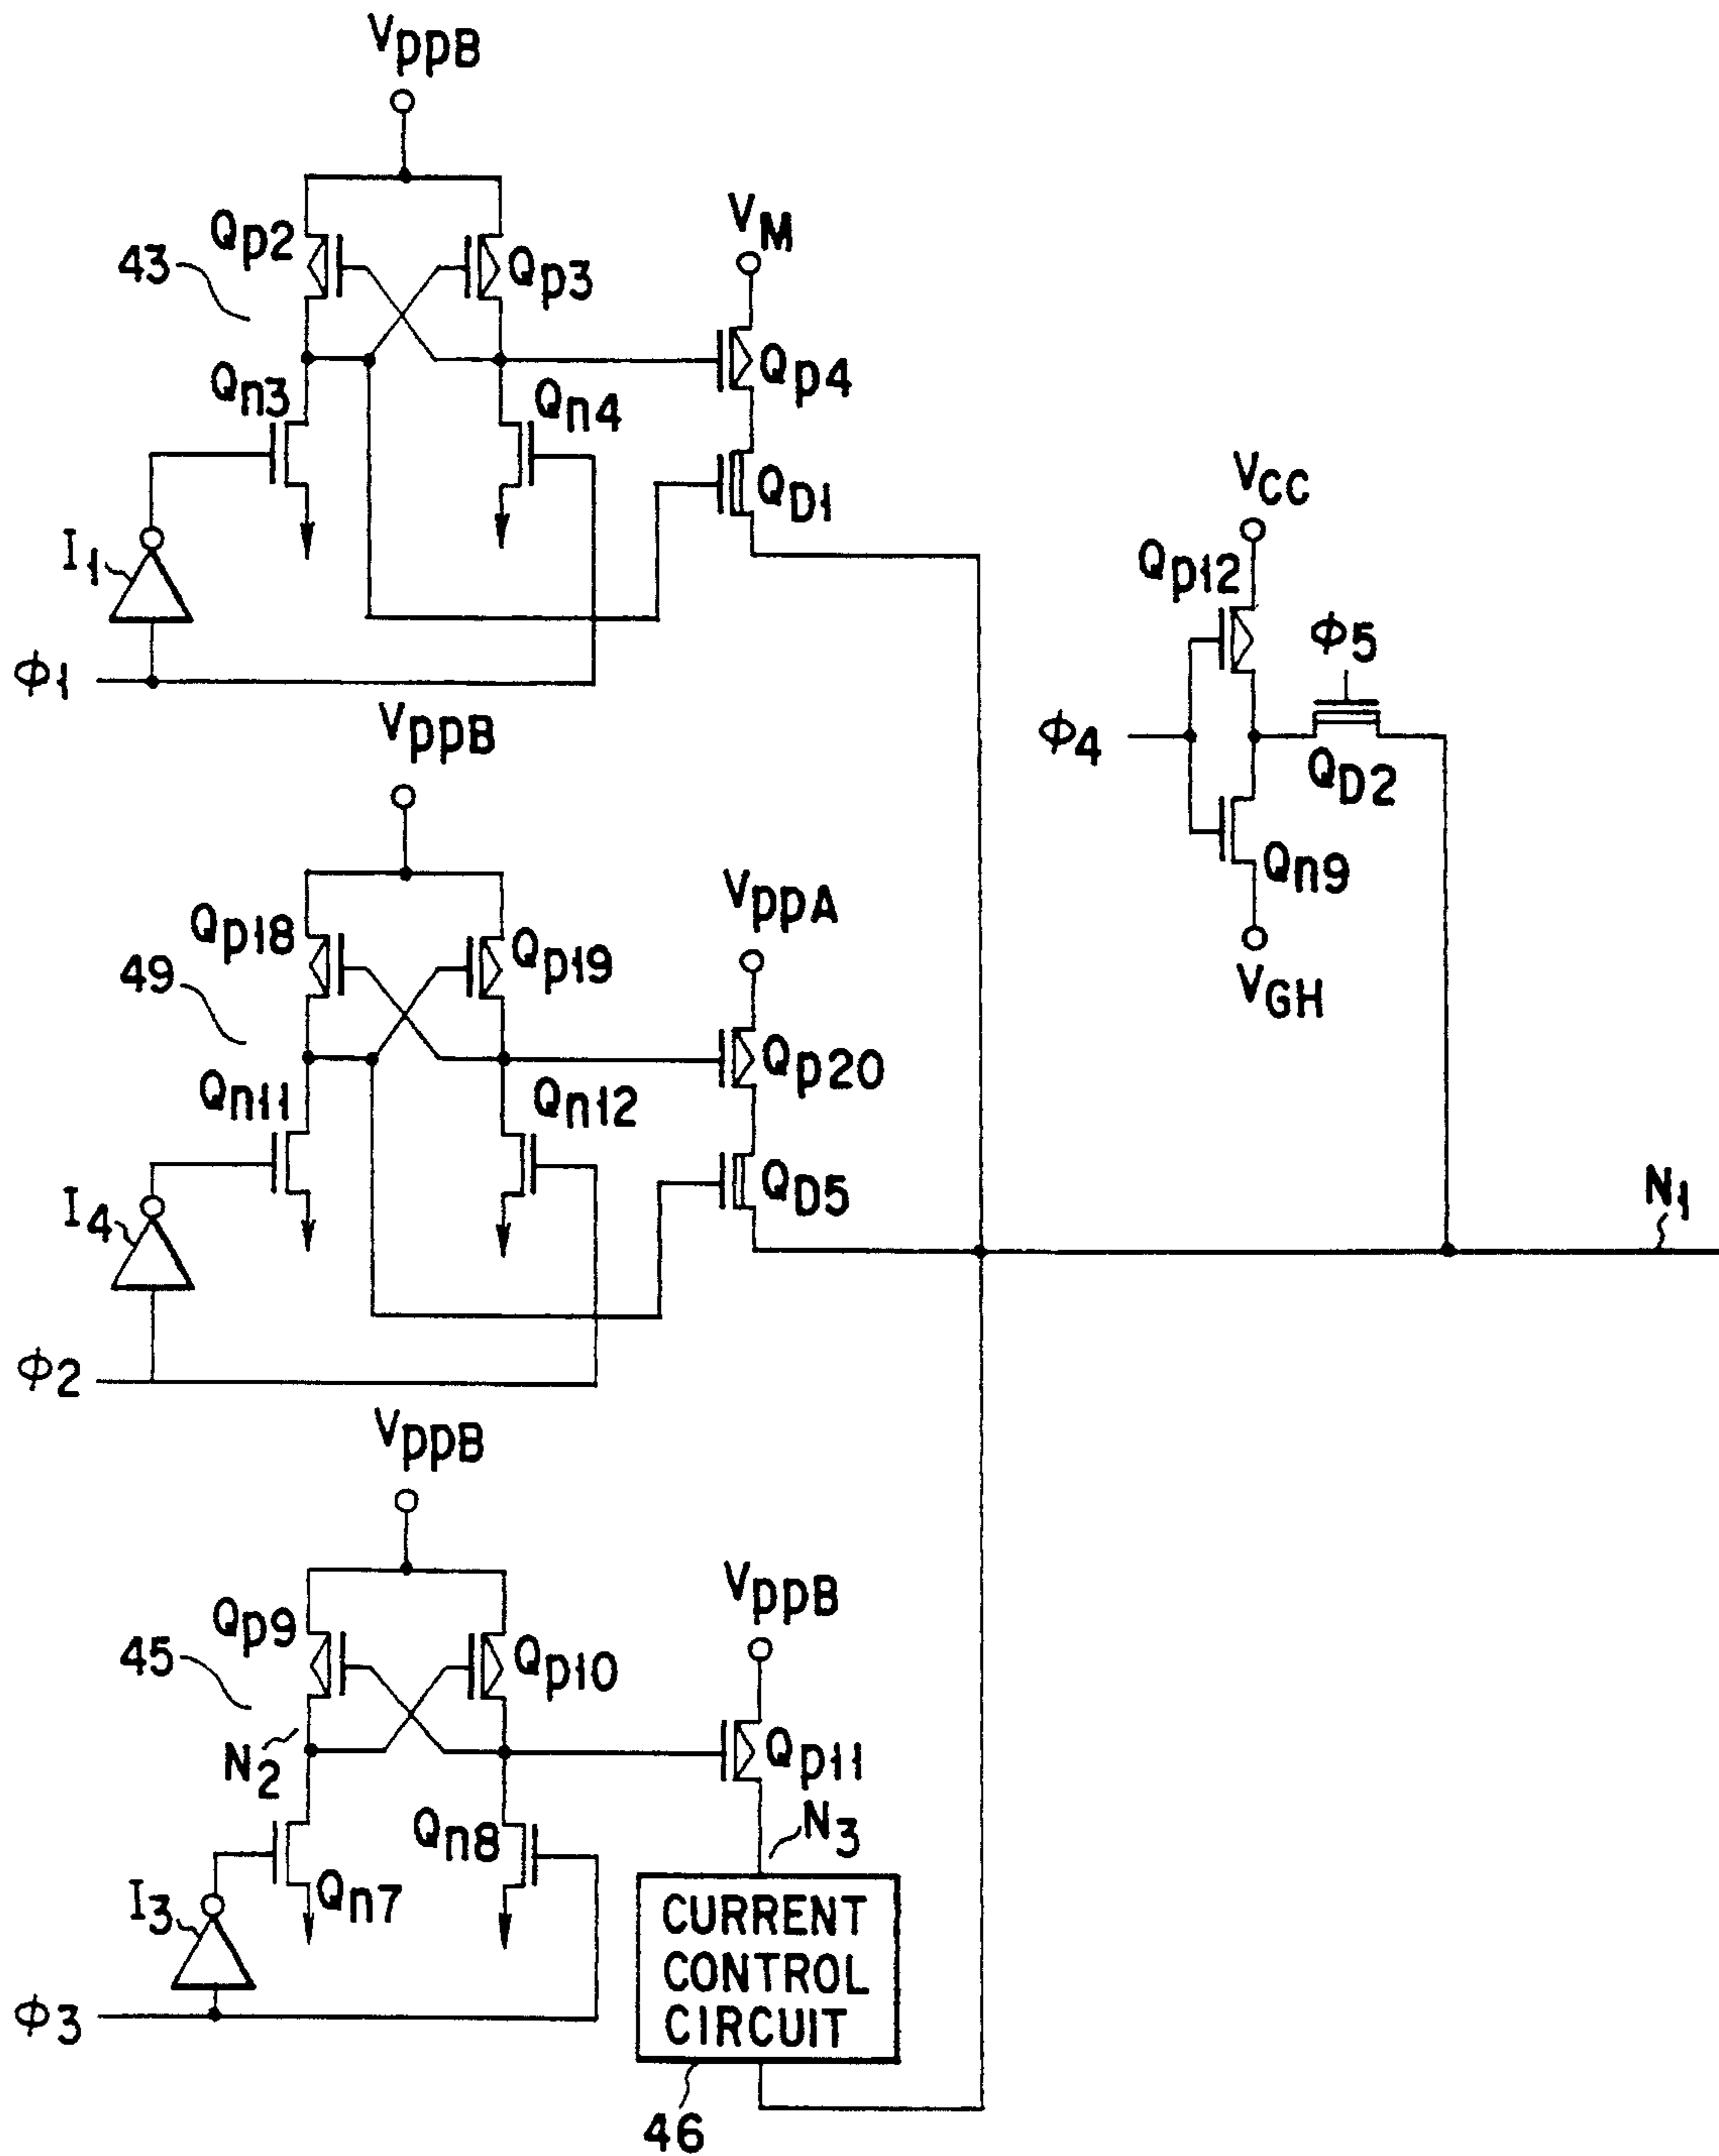 VppB
Qp2
43
Qp3
VM
Qn3
Qn4
Qp4
QD1
I1
Φ1
VCC
Qp12
Φ5
Φ4
QD2
Qn9
VGH
VppB
Qp18
49
Qp19
VppA
Qn11
Qn12
Qp20
QD5
I4
Φ2
N1
VppB
Qp9
45
Qp10
VppB
N2
Qp11
Qn8
N3
Qn7
I3
Φ3
CURRENT
CONTROL
CIRCUIT
46